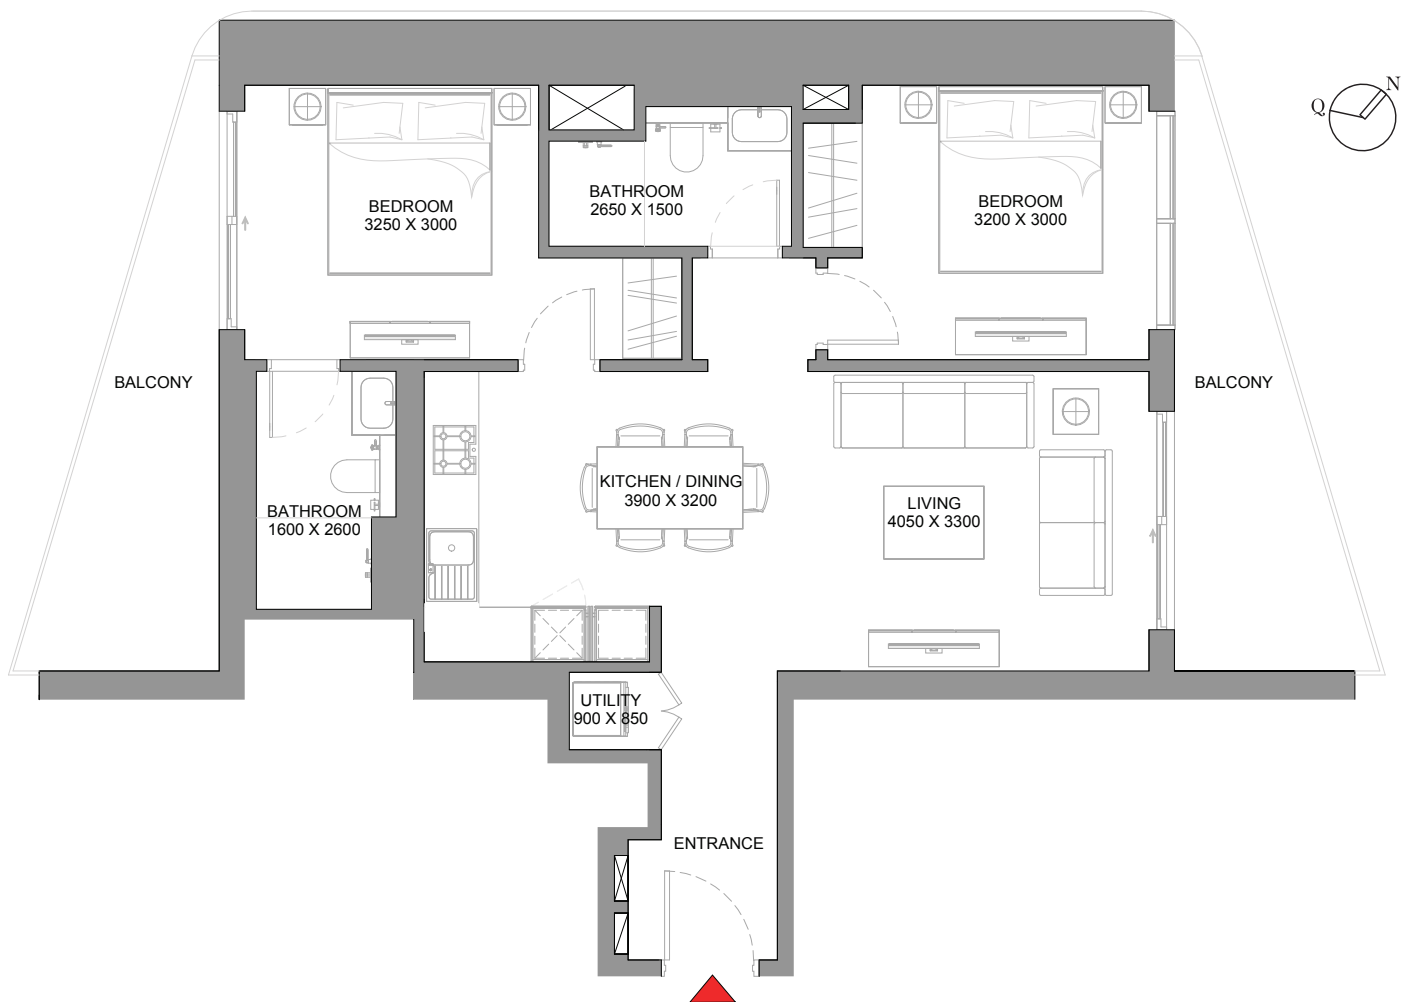 N
Q
BEDROOM
3250 X 3000
BATHROOM
2650 X 1500
BEDROOM
3200 X 3000
BALCONY
BALCONY
KITCHEN / DINING
3900 X 3200
LIVING
4050 X 3300
BATHROOM
1600 X 2600
UTILITY
900 X 850
ENTRANCE